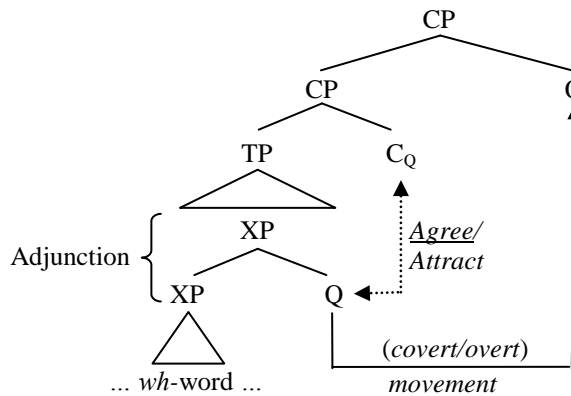 CP
CP
TP C_Q
XP Agree/
Adjunction Attract
XP Q
(covert/overt)
... wh-word ... movement